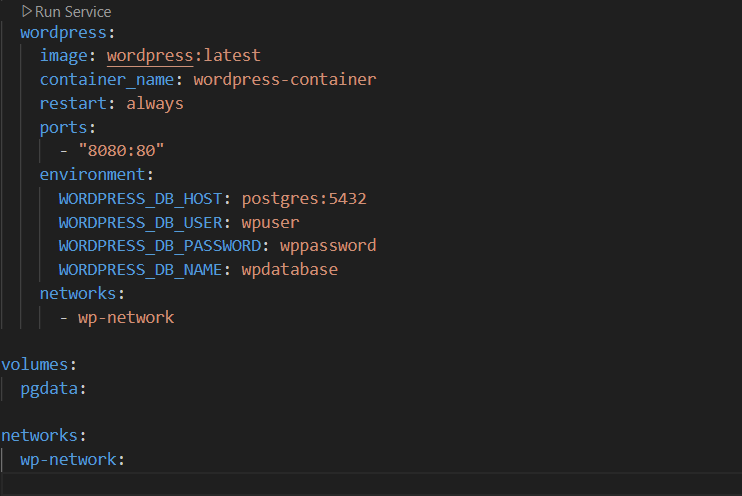 Run Service
wordpress:
image: wordpress:latest
container_name: wordpress-container
restart: always
ports:
- "8080:80"
environment:
WORDPRESS_DB_HOST: postgres:5432
WORDPRESS_DB_USER: wpuser
WORDPRESS_DB_PASSWORD: wppassword
WORDPRESS_DB_NAME: wpdatabase
networks:
- wp-network
volumes:
pgdata:
networks:
wp-network: